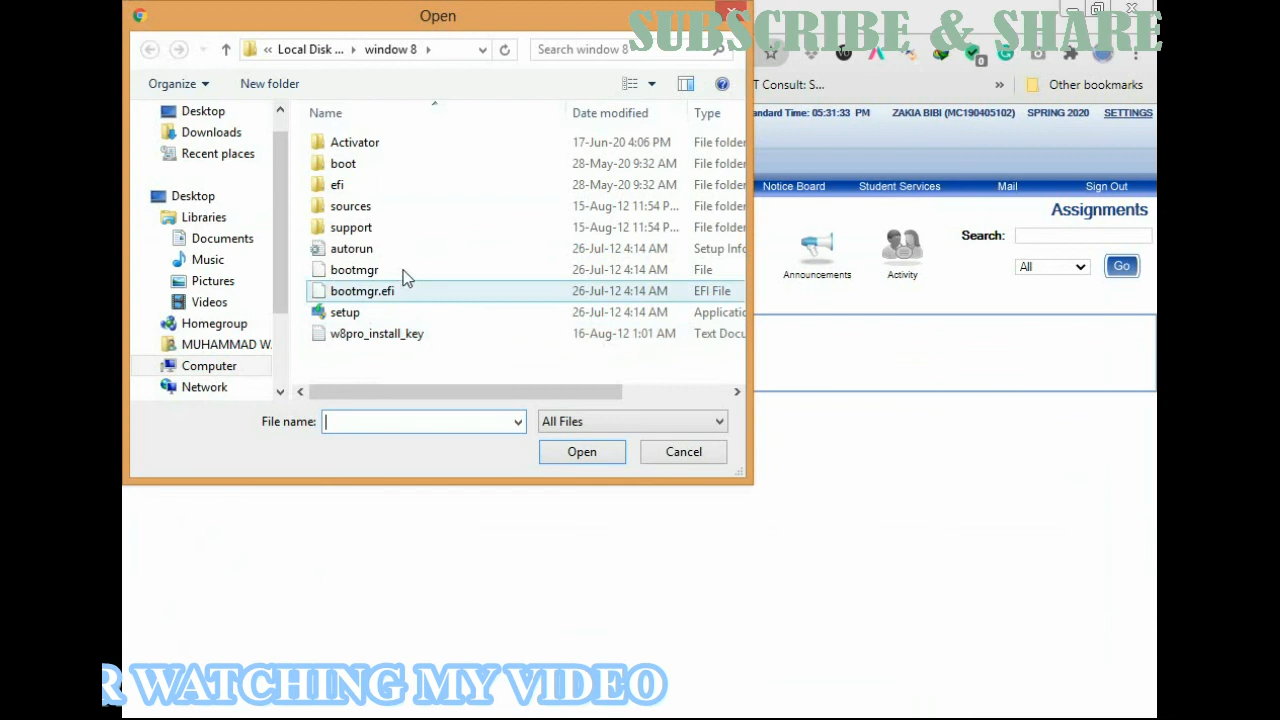 Open
SUBSCRIBE & SHARE
« Local Disk ... window 8
Search window 8
Organize
New folder
T Consult: S...
»
Other bookmarks
Name
Date modified
Type
Desktop
Downloads
Recent places
Desktop
Libraries
Documents
Music
Pictures
Videos
Homegroup
MUHAMMAD W.
Computer
Network
Activator 17-Jun-20 4:06 PM File folder
boot 28-May-20 9:32 AM File folder
efi 28-May-20 9:32 AM File folder
sources 15-Aug-12 11:54 P... File folder
support 15-Aug-12 11:54 P... File folder
autorun 26-Jul-12 4:14 AM Setup Info
bootmgr 26-Jul-12 4:14 AM File
bootmgr.efi 26-Jul-12 4:14 AM EFI File
setup 26-Jul-12 4:14 AM Applicatio
w8pro_install_key 16-Aug-12 1:01 AM Text Docu
File name:
All Files
Open
Cancel
andard Time: 05:31:33 PM ZAKIA BIBI (MC190405102) SPRING 2020 SETTINGS
Notice Board Student Services Mail Sign Out
Assignments
Search:
All
Go
Announcements
Activity
R WATCHING MY VIDEO